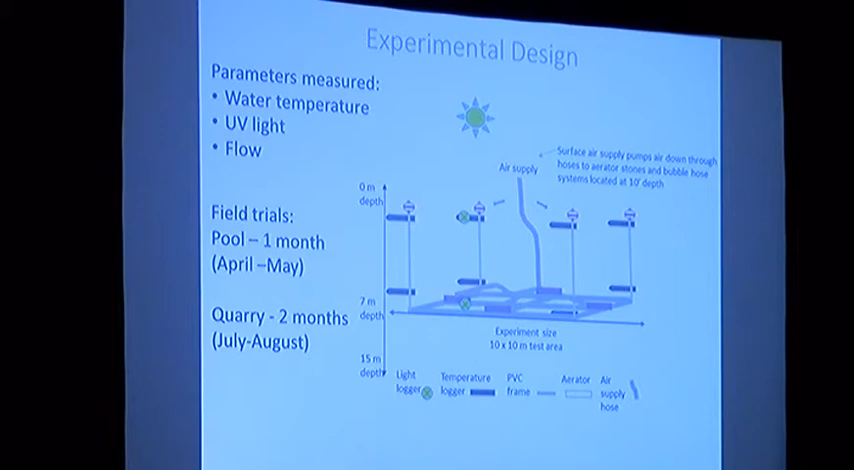 Experimental Design
Parameters measured:
• Water temperature
• UV light
• Flow
Field trials:
Pool – 1 month
(April –May)
Quarry - 2 months
(July-August)
Surface air supply pumps air down through
hoses to aerator stones and bubble hose
systems located at 10' depth
Air supply
0 m
depth
7 m
depth
15 m
depth
Experiment size
10 x 10 m test area
Light
logger
Temperature
logger
PVC
frame
Aerator
Air
supply
hose